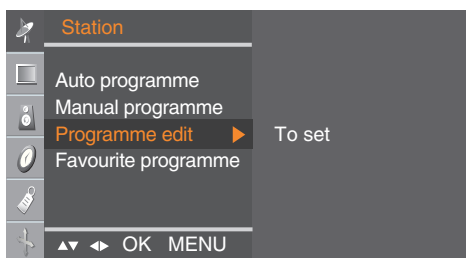 Station
Auto programme
Manual programme
Programme edit To set
Favourite programme
OK MENU